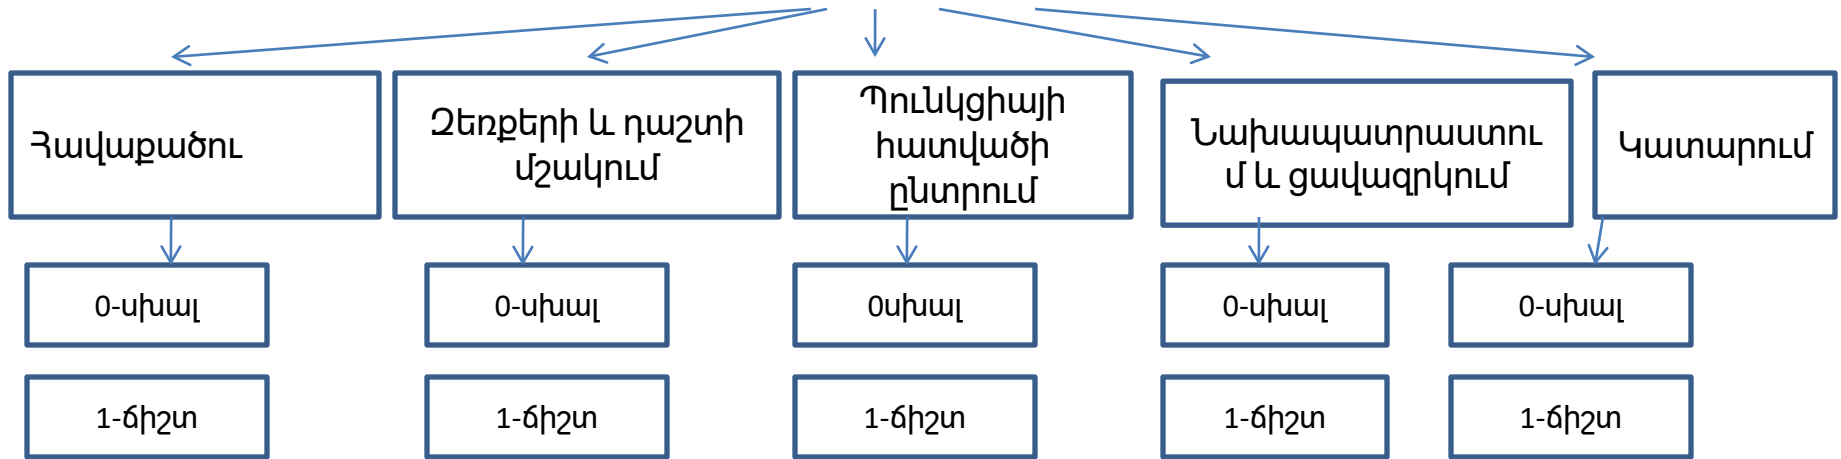 Հավաքածու
Զեռքերի և դաշտի
մշակում
Պունկցիայի
հատվածի
ընտրում
Նախապատրաստու
մ և ցավազրկում
Կատարում
0-սխալ
0-սխալ
0սխալ
0-սխալ
0-սխալ
1-ճիշտ
1-ճիշտ
1-ճիշտ
1-ճիշտ
1-ճիշտ